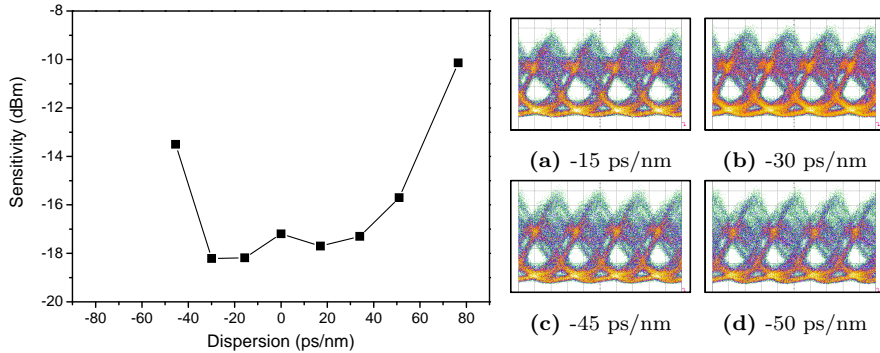 -8
-10
-12
-14
-16
-18
-20
Sensitivity (dBm)
-80 -60 -40 -20 0 20 40 60 80
Dispersion (ps/nm)
(a) -15 ps/nm
(b) -30 ps/nm
(c) -45 ps/nm
(d) -50 ps/nm